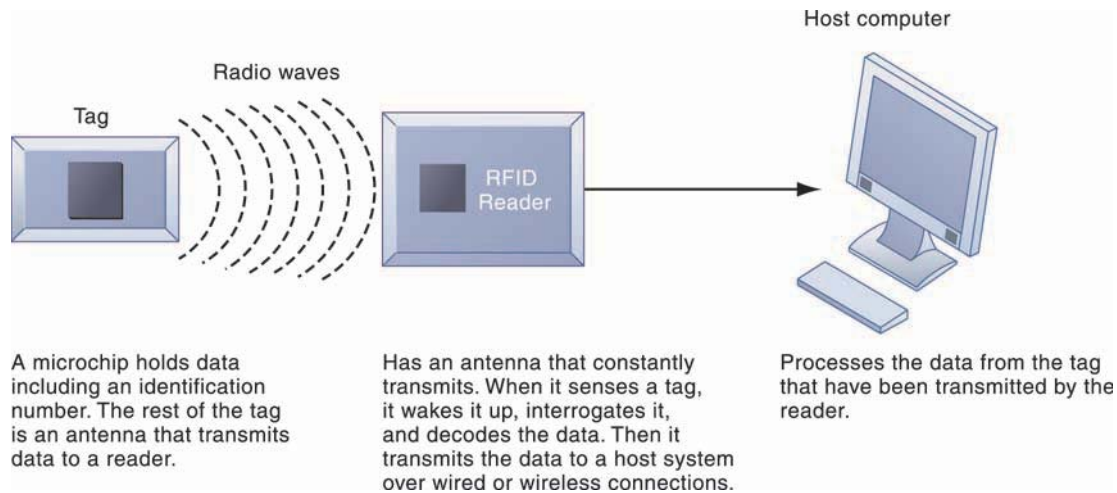 Host computer
Radio waves
Tag
RFID
Reader
A microchip holds data
including an identification
number. The rest of the tag
is an antenna that transmits
data to a reader.
Has an antenna that constantly
transmits. When it senses a tag,
it wakes it up, interrogates it,
and decodes the data. Then it
transmits the data to a host system
over wired or wireless connections.
Processes the data from the tag
that have been transmitted by the
reader.